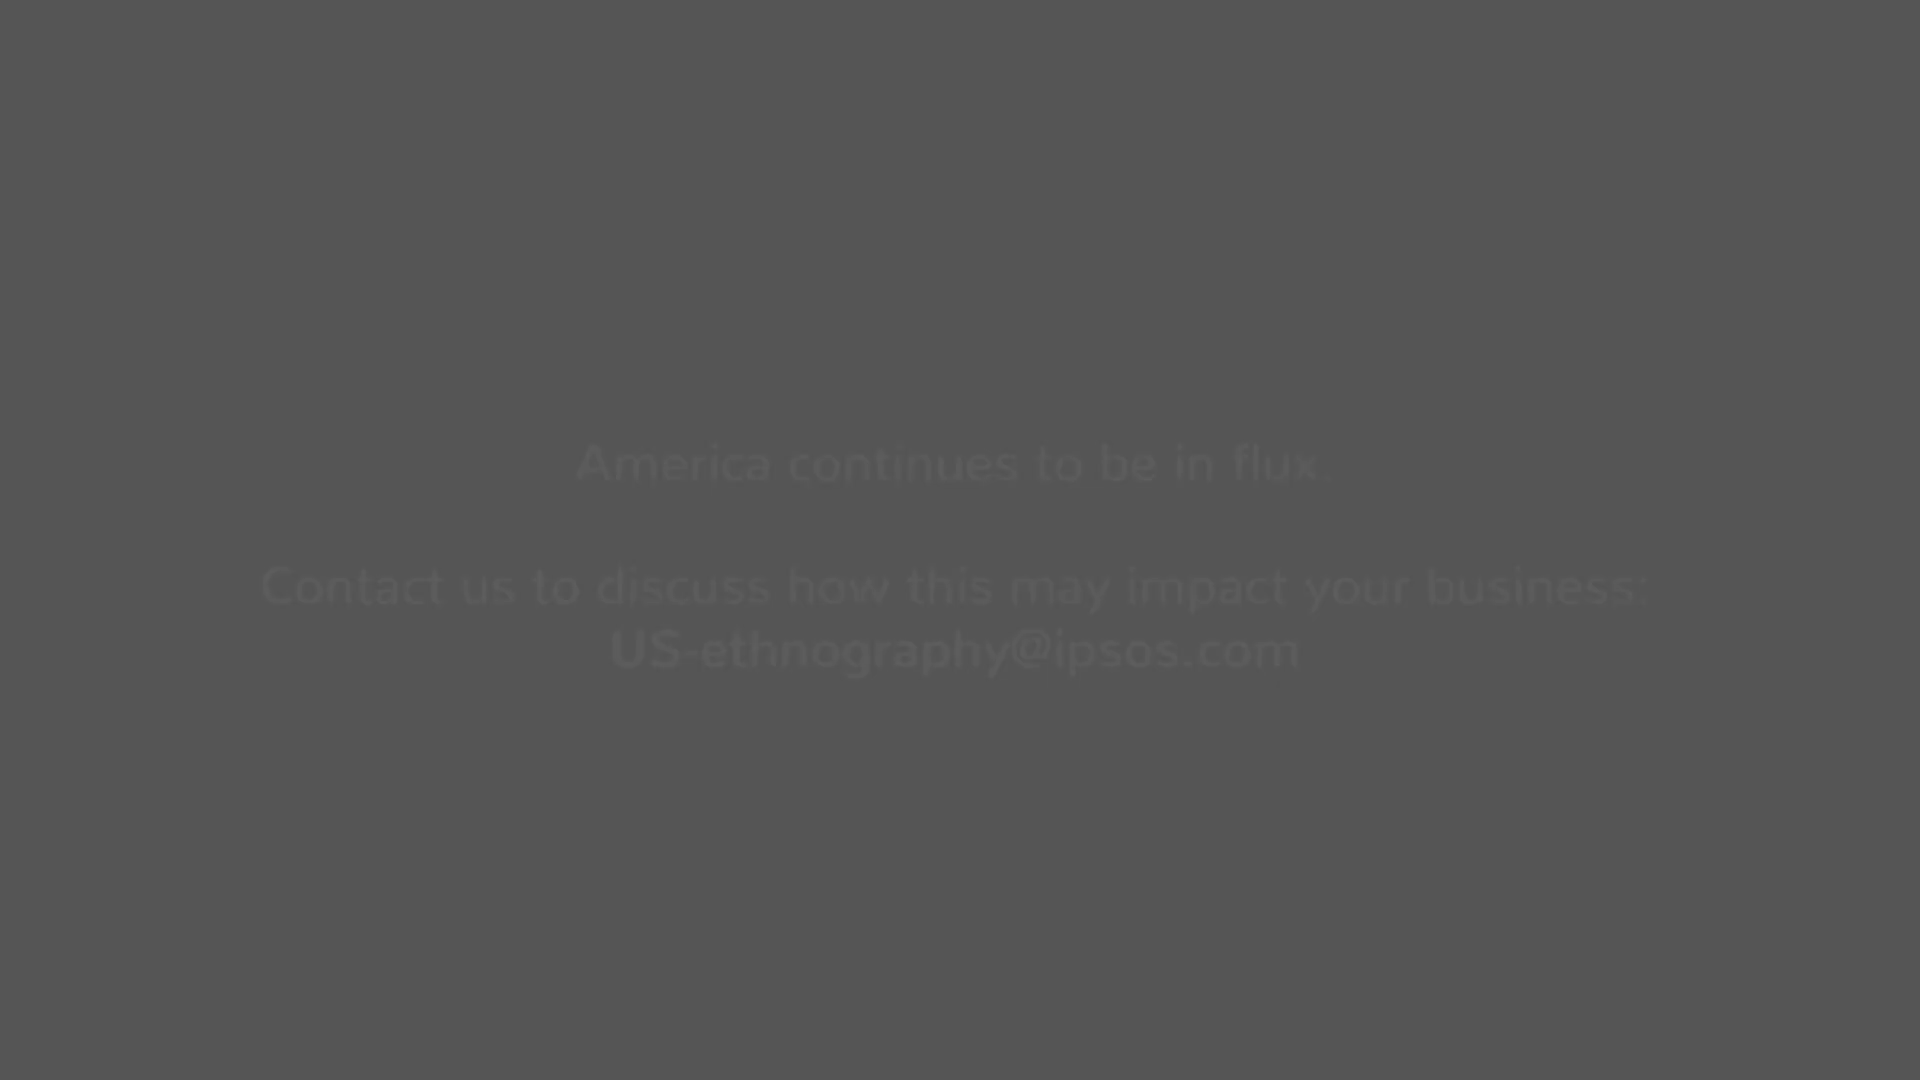 America continues to be in flux.
Contact us to discuss how this may impact your business:
US-ethnography@ipsos.com